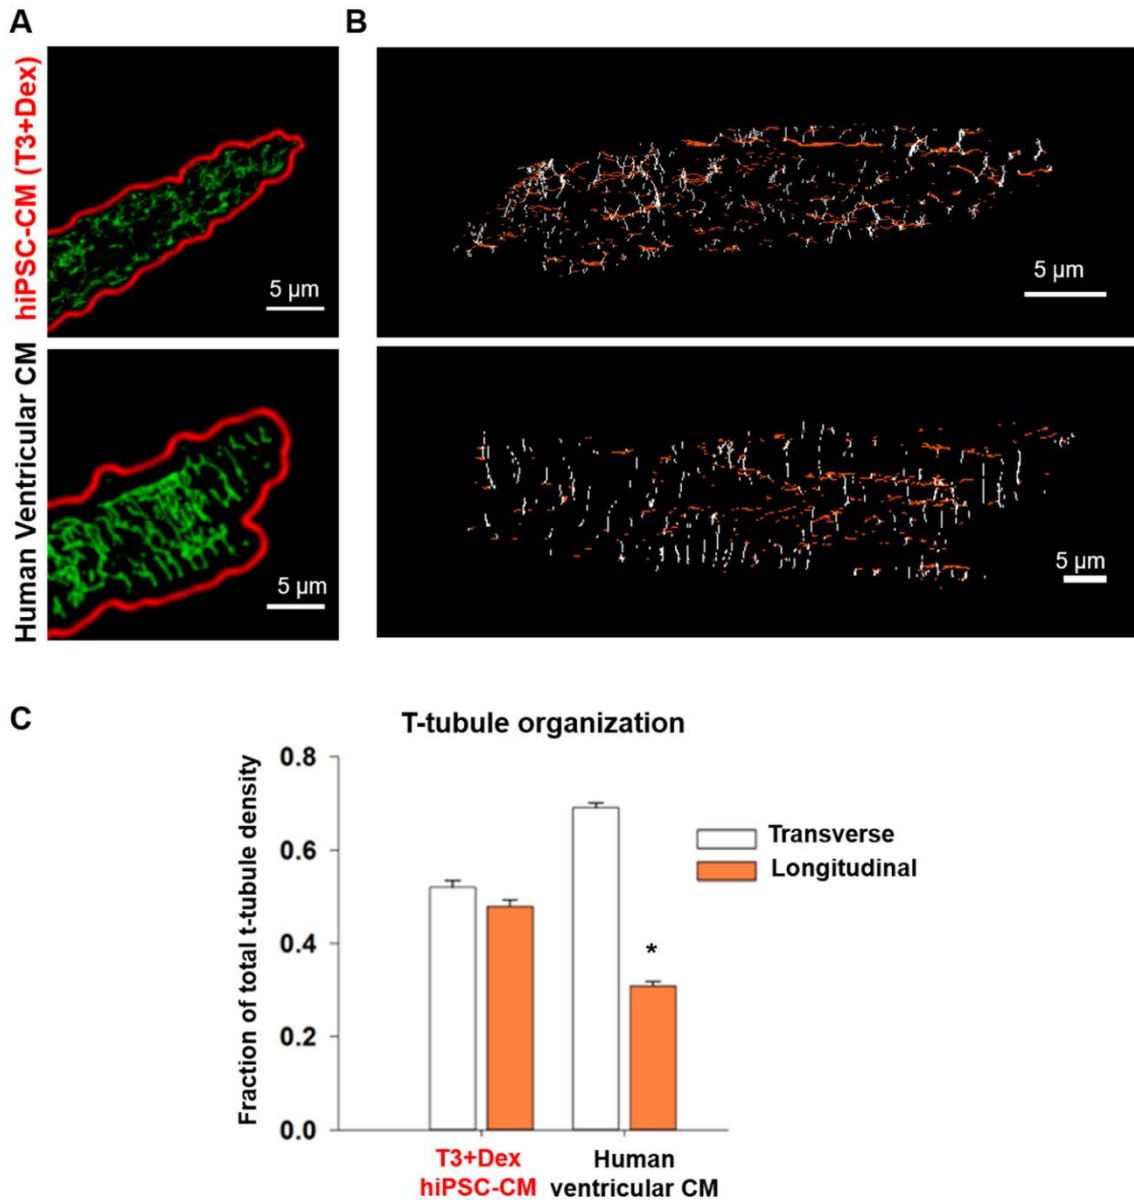 A
B
hiPSC-CM (T3+Dex)
5 µm
5 µm
Human Ventricular CM
5 µm
5 µm
C
T-tubule organization
Fraction of total t-tubule density
0.8
0.6
0.4
0.2
0.0
*
Transverse
Longitudinal
T3+Dex
hiPSC-CM
Human
ventricular CM